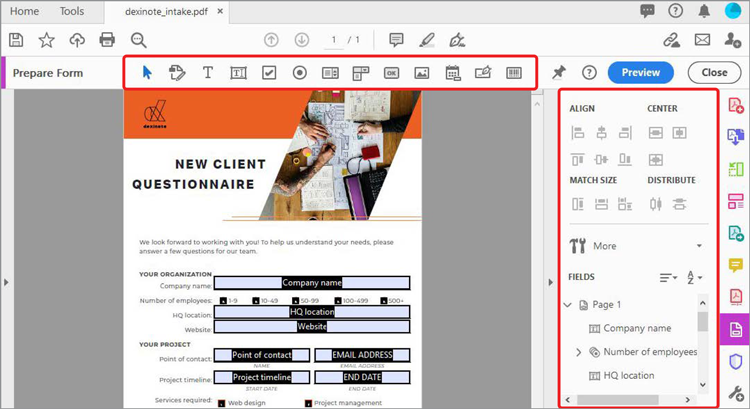 Home Tools dexinote_intake.pdf ×
1 / 1
Prepare Form
T T OK
Preview Close
dexinote
NEW CLIENT
QUESTIONNAIRE
We look forward to working with you! To help us understand your needs, please
answer a few questions for our team.
YOUR ORGANIZATION
Company name: Company name
Number of employees: 1-9 10-49 50-99 100-499 500+
HQ location: HQ location
Website: Website
YOUR PROJECT
Point of contact: Point of contact EMAIL ADDRESS
NAME EMAIL ADDRESS
Project timeline: Project timeline END DATE
START DATE END DATE
Services required: Web design Project management
ALIGN CENTER
MATCH SIZE DISTRIBUTE
More
FIELDS A Z
Page 1
Company name
Number of employees
HQ location